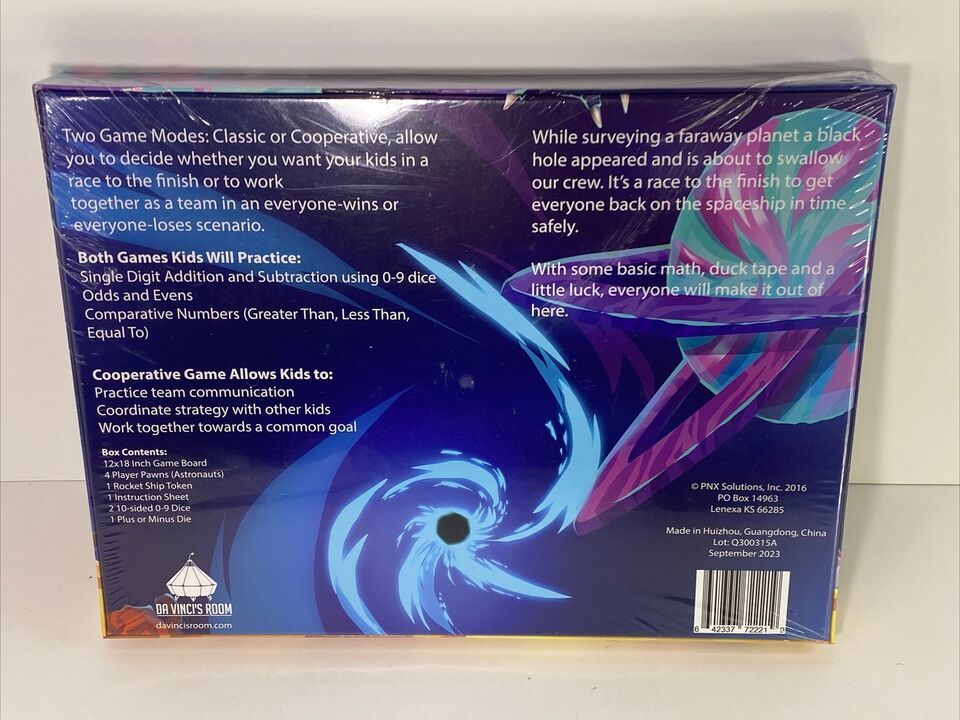 Two Game Modes: Classic or Cooperative, allow
you to decide whether you want your kids in a
race to the finish or to work
together as a team in an everyone-wins or
everyone-loses scenario.
Both Games Kids Will Practice:
Single Digit Addition and Subtraction using 0-9 dice
Odds and Evens
Comparative Numbers (Greater Than, Less Than,
Equal To)
Cooperative Game Allows Kids to:
Practice team communication
Coordinate strategy with other kids
Work together towards a common goal
Box Contents:
12x18 Inch Game Board
4 Player Pawns (Astronauts)
1 Rocket Ship Token
1 Instruction Sheet
2 10-sided 0-9 Dice
1 Plus or Minus Die
DA VINCI'S ROOM
davincisroom.com
While surveying a faraway planet a black
hole appeared and is about to swallow
our crew. It's a race to the finish to get
everyone back on the spaceship in time
safely.
With some basic math, duck tape and a
little luck, everyone will make it out of
here.
© PNX Solutions, Inc. 2016
PO Box 14963
Lenexa KS 66285
Made in Huizhou, Guangdong, China
Lot: Q300315A
September 2023
6 42337 72221 9